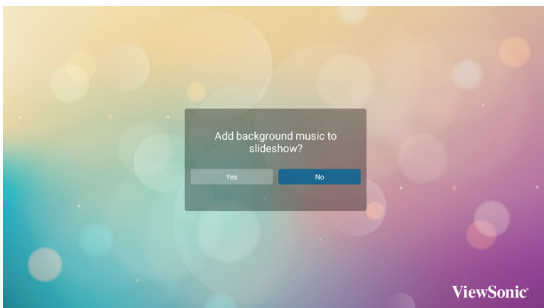 Add background music to
slideshow?
Yes
No
ViewSonic